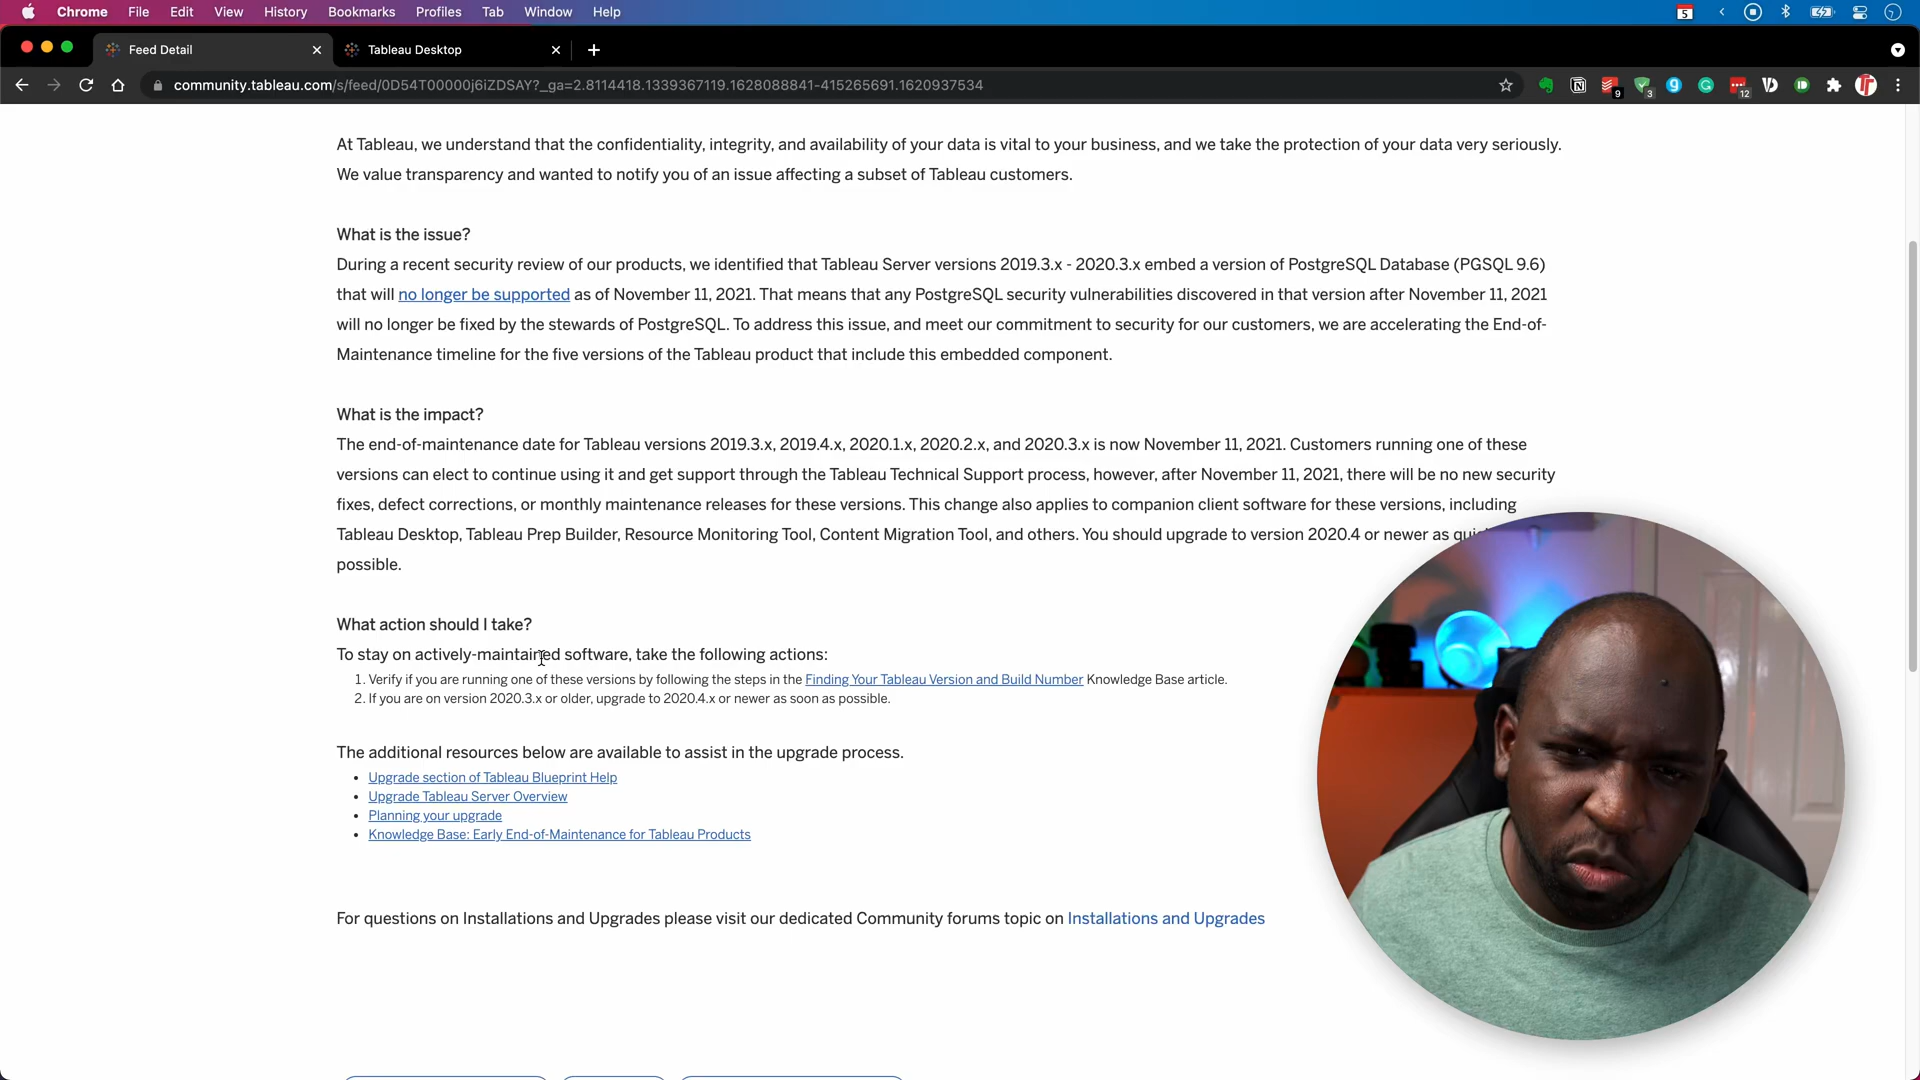 Chrome File Edit View History Bookmarks Profiles Tab Window Help 5
Feed Detail Tableau Desktop
community.tableau.com/s/feed/0D54T00000j6iZDSAY?_ga=2.8114418.1339367119.1628088841-415265691.1620937534 9 3 12
At Tableau, we understand that the confidentiality, integrity, and availability of your data is vital to your business, and we take the protection of your data very seriously.
We value transparency and wanted to notify you of an issue affecting a subset of Tableau customers.
What is the issue?
During a recent security review of our products, we identified that Tableau Server versions 2019.3.x - 2020.3.x embed a version of PostgreSQL Database (PGSQL 9.6)
that will no longer be supported as of November 11, 2021. That means that any PostgreSQL security vulnerabilities discovered in that version after November 11, 2021
will no longer be fixed by the stewards of PostgreSQL. To address this issue, and meet our commitment to security for our customers, we are accelerating the End-of-
Maintenance timeline for the five versions of the Tableau product that include this embedded component.
What is the impact?
The end-of-maintenance date for Tableau versions 2019.3.x, 2019.4.x, 2020.1.x, 2020.2.x, and 2020.3.x is now November 11, 2021. Customers running one of these
versions can elect to continue using it and get support through the Tableau Technical Support process, however, after November 11, 2021, there will be no new security
fixes, defect corrections, or monthly maintenance releases for these versions. This change also applies to companion client software for these versions, including
Tableau Desktop, Tableau Prep Builder, Resource Monitoring Tool, Content Migration Tool, and others. You should upgrade to version 2020.4 or newer as
possible.
What action should I take?
To stay on actively-maintained software, take the following actions:
1. Verify if you are running one of these versions by following the steps in the Finding Your Tableau Version and Build Number Knowledge Base article.
2. If you are on version 2020.3.x or older, upgrade to 2020.4.x or newer as soon as possible.
The additional resources below are available to assist in the upgrade process.
• Upgrade section of Tableau Blueprint Help
• Upgrade Tableau Server Overview
• Planning your upgrade
• Knowledge Base: Early End-of-Maintenance for Tableau Products
For questions on Installations and Upgrades please visit our dedicated Community forums topic on Installations and Upgrades